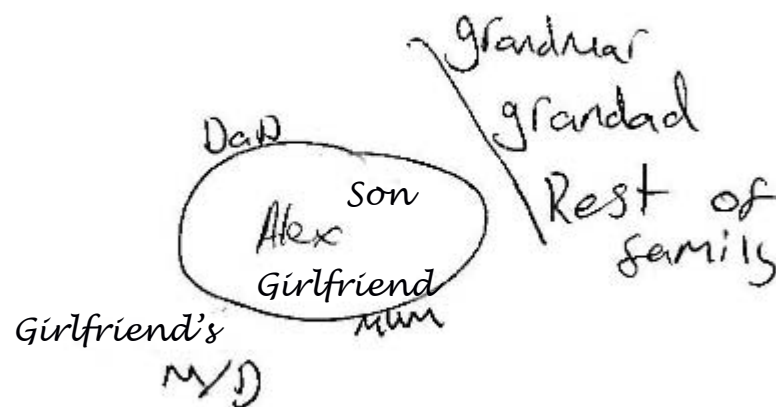 grandmar
grandad
Rest of
family
DaD
Son
Alex
Girlfriend
Mum
Girlfriend's
M/D